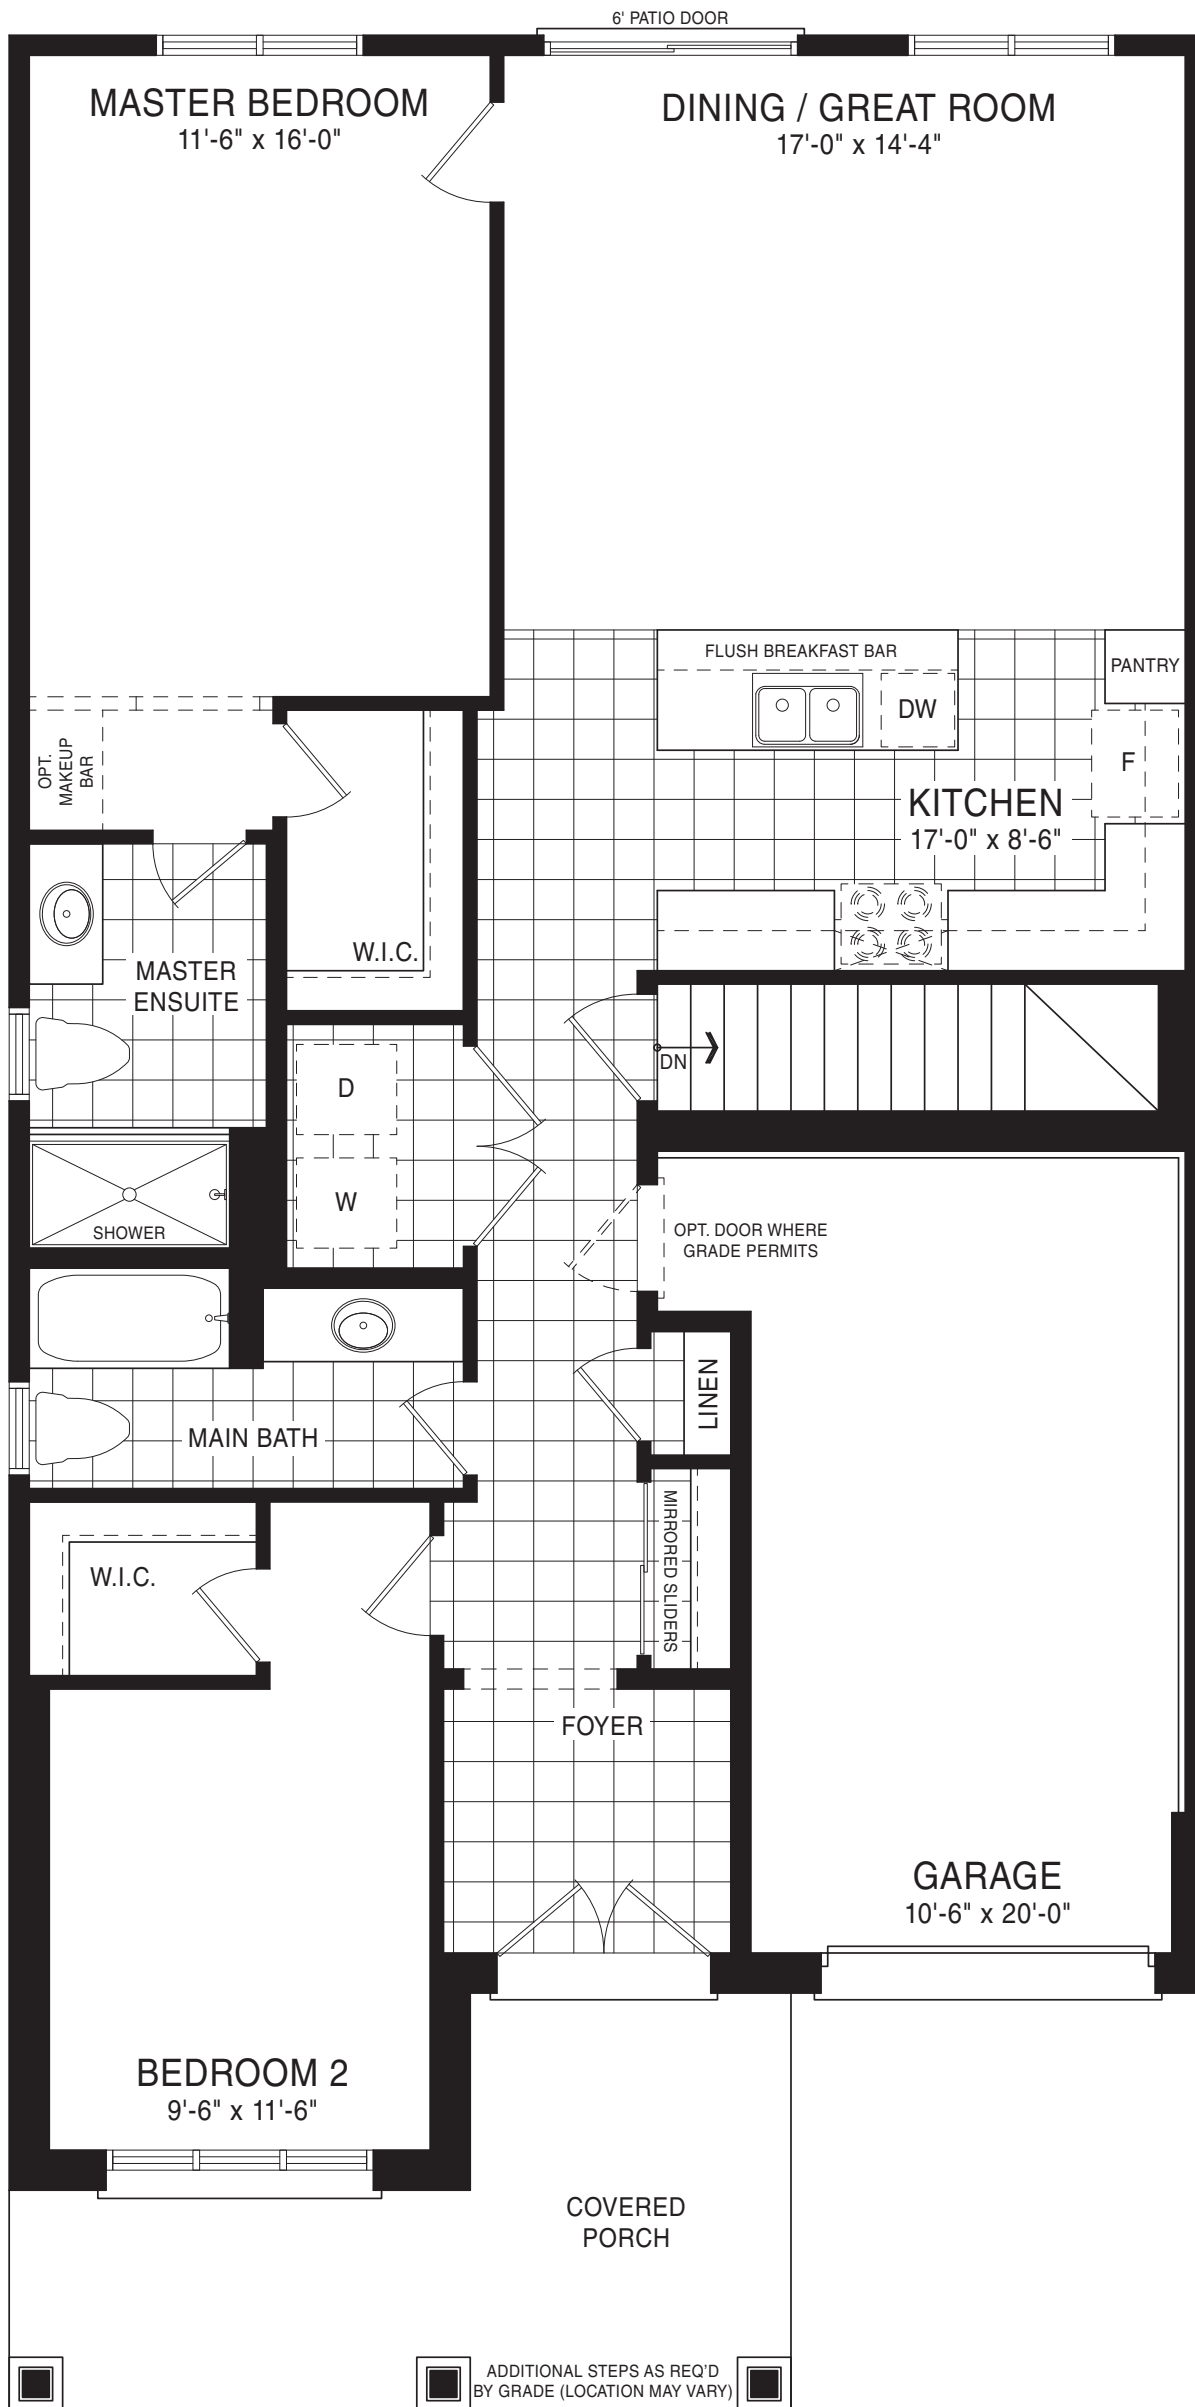 6' PATIO DOOR
MASTER BEDROOM
11'-6" x 16'-0"
DINING / GREAT ROOM
17'-0" x 14'-4"
FLUSH BREAKFAST BAR
PANTRY
DW
F
OPT.
MAKEUP
BAR
KITCHEN
17'-0" x 8'-6"
W.I.C.
MASTER
ENSUITE
DN
D
W
SHOWER
OPT. DOOR WHERE
GRADE PERMITS
LINEN
MAIN BATH
MIRRORED SLIDERS
W.I.C.
FOYER
GARAGE
10'-6" x 20'-0"
BEDROOM 2
9'-6" x 11'-6"
COVERED
PORCH
ADDITIONAL STEPS AS REQ'D
BY GRADE (LOCATION MAY VARY)